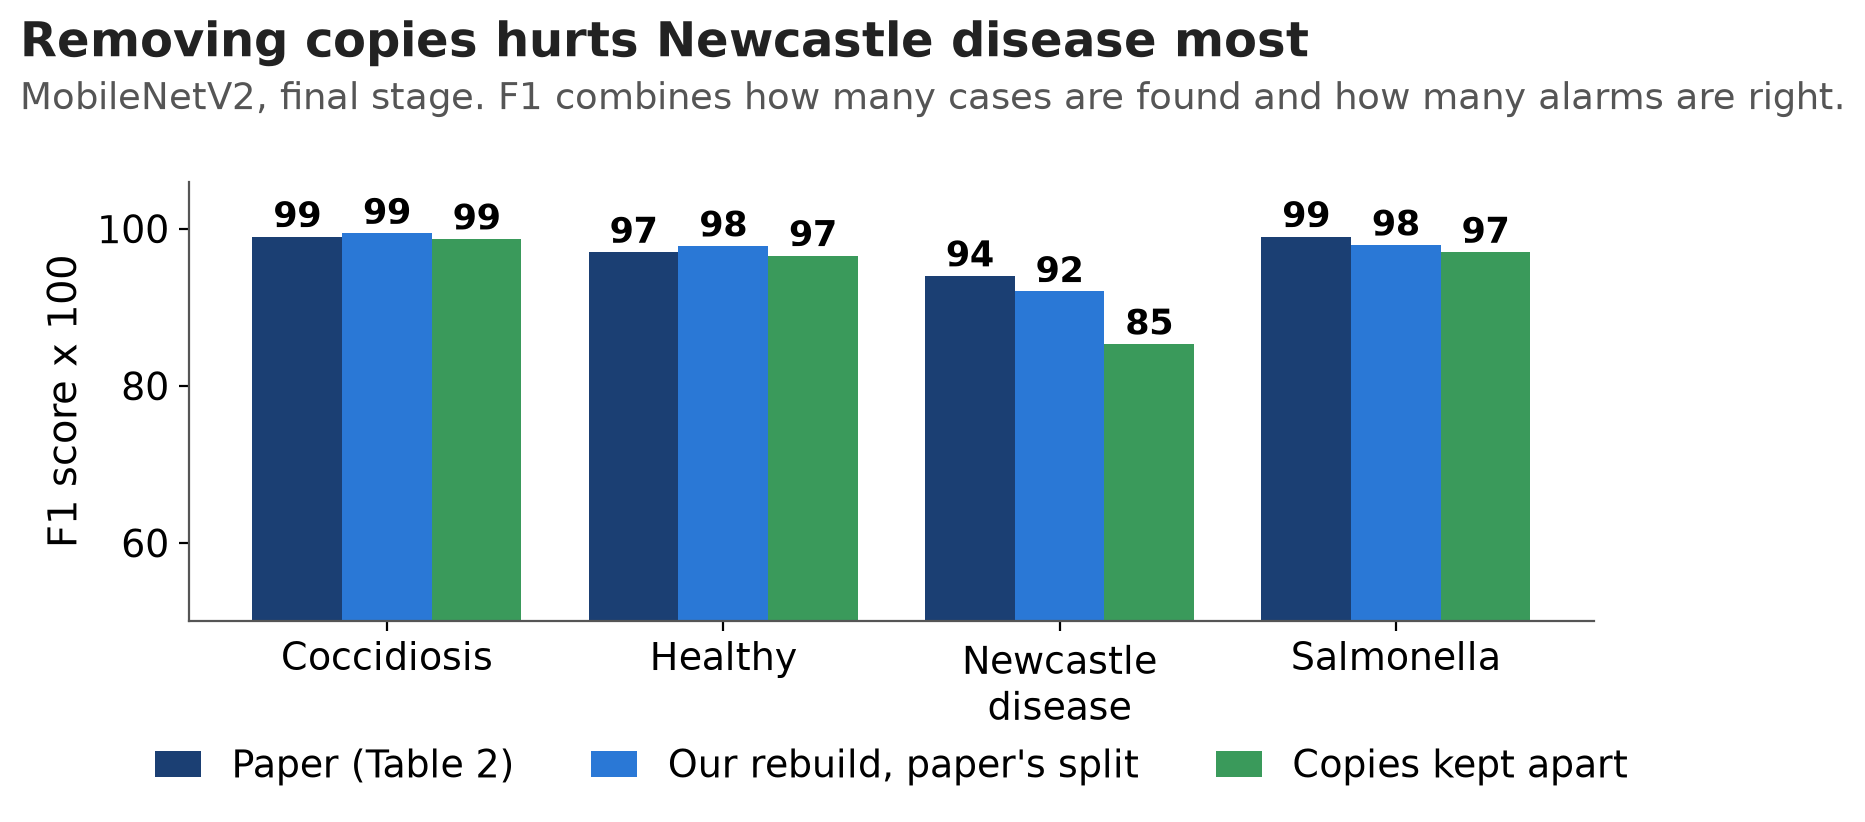 Removing copies hurts Newcastle disease most
MobileNetV2, final stage. F1 combines how many cases are found and how many alarms are right.
F1 score x 100
100
80
60
99 99 99
97 98 97
94 92 85
99 98 97
Coccidiosis
Healthy
Newcastle
disease
Salmonella
Paper (Table 2)
Our rebuild, paper's split
Copies kept apart